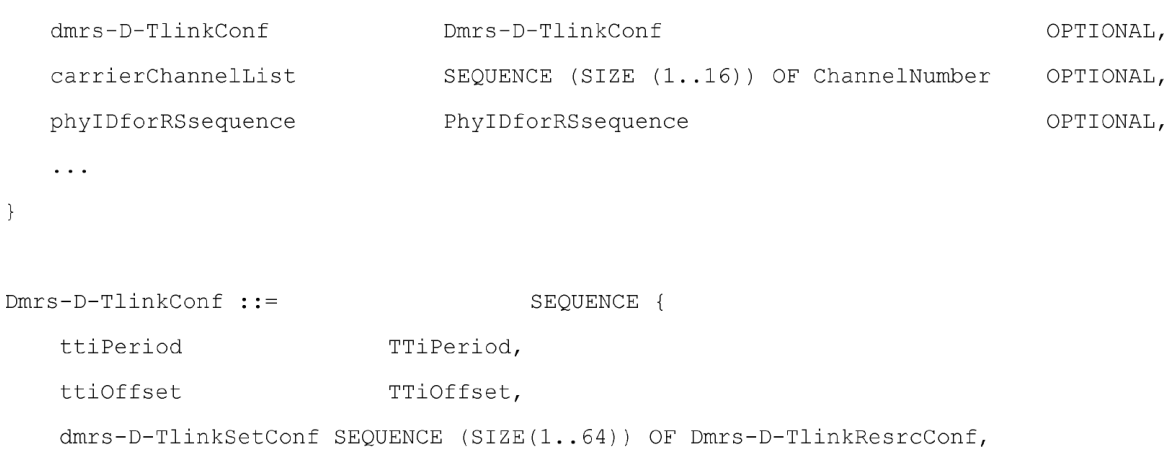 dmrs-D-TlinkConf Dmrs-D-TlinkConf OPTIONAL,
carrierChannelList SEQUENCE (SIZE (1..16)) OF ChannelNumber OPTIONAL,
phyIDforRSsequence PhyIDforRSsequence OPTIONAL,
...
}
Dmrs-D-TlinkConf ::= SEQUENCE {
ttiPeriod TTiPeriod,
ttiOffset TTiOffset,
dmrs-D-TlinkSetConf SEQUENCE (SIZE(1..64)) OF Dmrs-D-TlinkResrcConf,